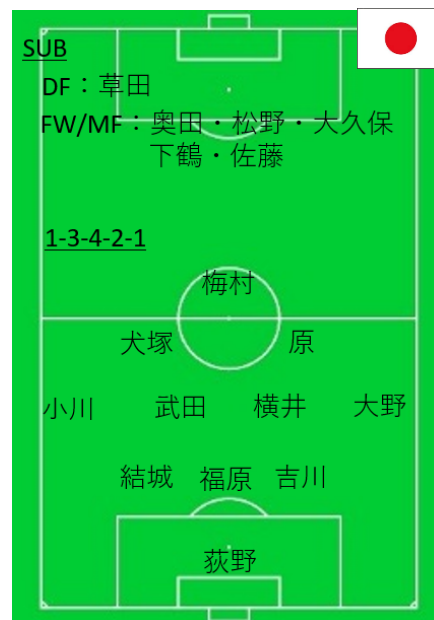 SUB
DF：草田
FW/MF：奥田・松野・大久保
下鶴・佐藤
1-3-4-2-1
梅村
犬塚 原
小川 武田 横井 大野
結城 福原 吉川
荻野